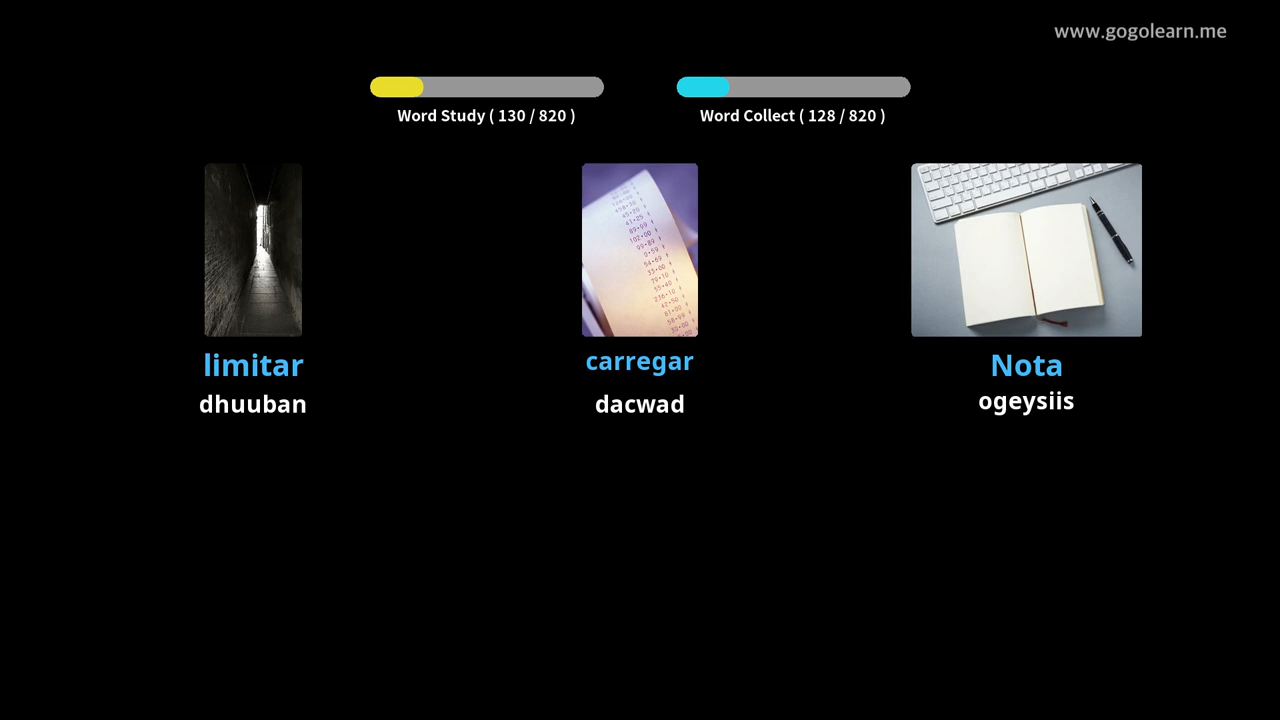 www.gogolearn.me
Word Study ( 130 / 820 )
Word Collect ( 128 / 820 )
limitar
carregar
Nota
dhuuban
dacwad
ogeysiis